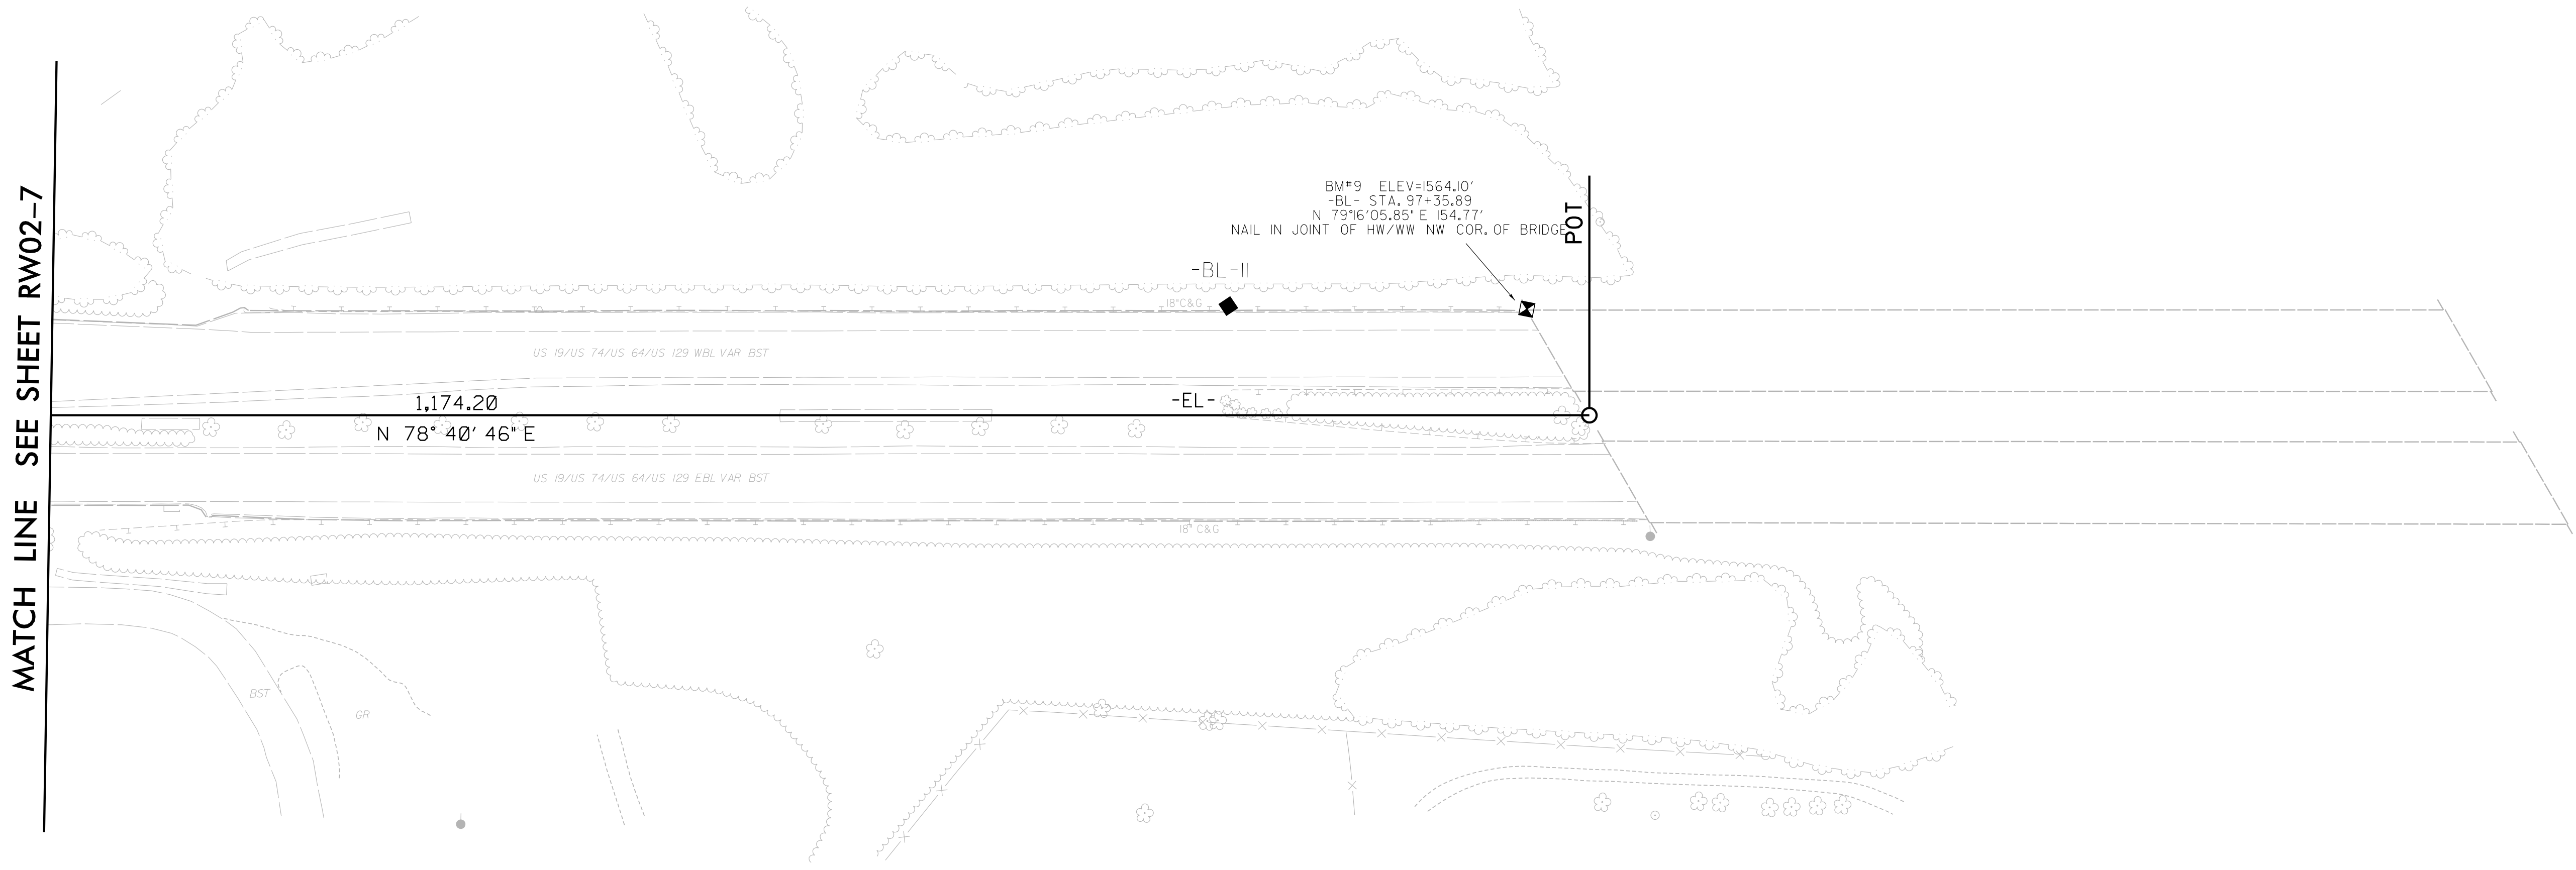 MATCH LINE SEE SHEET RW02-7
BM#9 ELEV=1564.10'
-BL- STA. 97+35.89
N 79°16'05.85" E 154.77'
NAIL IN JOINT OF HW/WW NW COR. OF BRIDGE
POT
-BL-11
18"C&G
US 19/US 74/US 64/US 129 WBL VAR BST
1,174.20
-EL-
N 78° 40' 46" E
US 19/US 74/US 64/US 129 EBL VAR BST
18" C&G
BST
GR